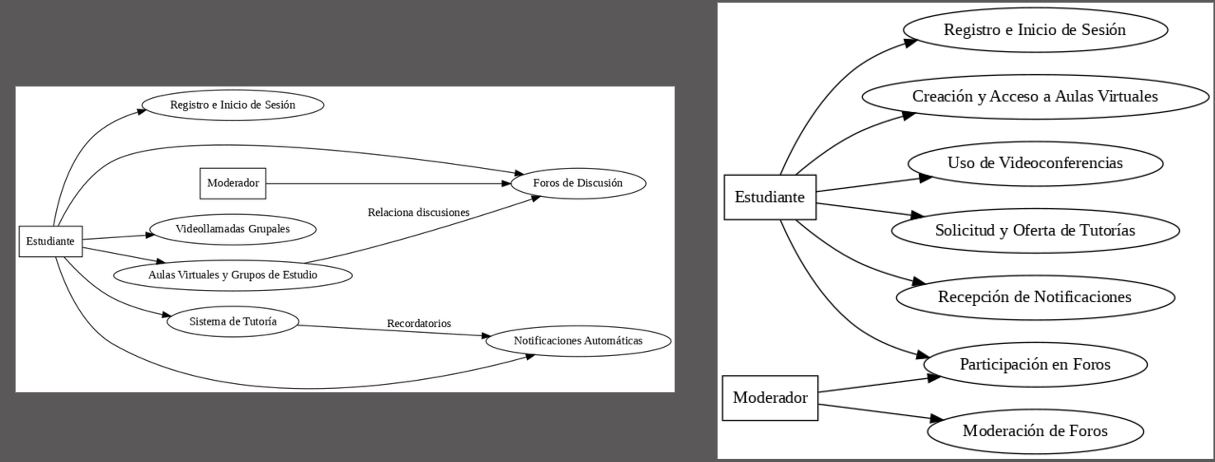 Registro e Inicio de Sesión
Moderador
Foros de Discusión
Relaciona discusiones
Videollamadas Grupales
Estudiante
Aulas Virtuales y Grupos de Estudio
Sistema de Tutoría
Recordatorios
Notificaciones Automáticas
Registro e Inicio de Sesión
Creación y Acceso a Aulas Virtuales
Uso de Videoconferencias
Estudiante
Solicitud y Oferta de Tutorías
Recepción de Notificaciones
Participación en Foros
Moderador
Moderación de Foros